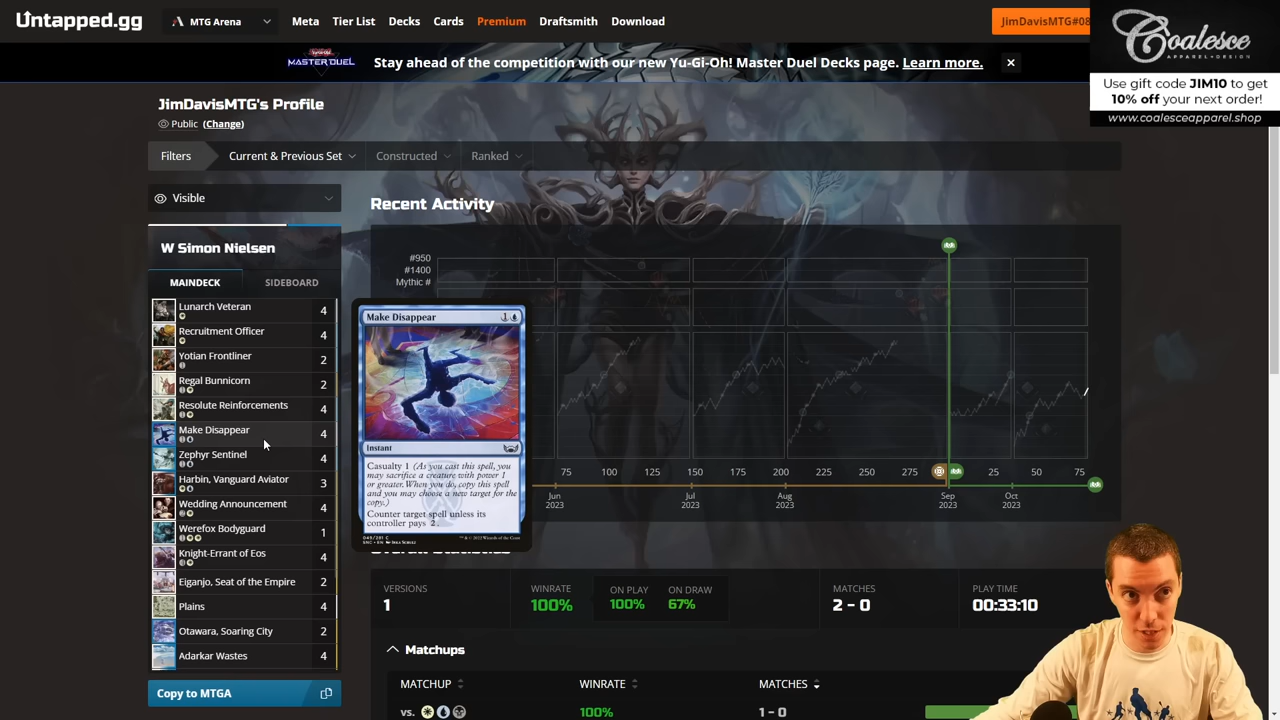 Untapped.gg
MTG Arena
Meta
Tier List
Decks
Cards
Premium
Draftsmith
Download
JimDavisMTG#08
Coalesce
APPAREL+DESIGN
Use gift code JIM10 to get
10% off your next order!
www.coalesceapparel.shop
Yu-Gi-Oh!
MASTER DUEL
Stay ahead of the competition with our new Yu-Gi-Oh! Master Duel Decks page. Learn more.
JimDavisMTG's Profile
Public (Change)
Filters
Current & Previous Set
Constructed
Ranked
Visible
W Simon Nielsen
MAINDECK
SIDEBOARD
Lunarch Veteran 4
Recruitment Officer 4
Yotian Frontliner 2
Regal Bunnicorn 2
Resolute Reinforcements 4
Make Disappear 4
Zephyr Sentinel 4
Harbin, Vanguard Aviator 3
Wedding Announcement 4
Werefox Bodyguard 1
Knight-Errant of Eos 4
Eiganjo, Seat of the Empire 2
Plains 4
Otawara, Soaring City 2
Adarkar Wastes 4
Copy to MTGA
Recent Activity
#950
#1400
Mythic #
75 100 125 150 175 200 225 250 275 25 50 75
Jun 2023
Jul 2023
Aug 2023
Sep 2023
Oct 2023
Make Disappear 1
Instant
Casualty 1 (As you cast this spell, you
may sacrifice a creature with power 1
or greater. When you do, copy this spell
and you may choose a new target for the
copy.)
Counter target spell unless its
controller pays 2.
Overall Statistics
VERSIONS
1
WINRATE
100%
ON PLAY
100%
ON DRAW
67%
MATCHES
2 - 0
PLAY TIME
00:33:10
Matchups
MATCHUP
WINRATE
MATCHES
vs.
100%
1 - 0